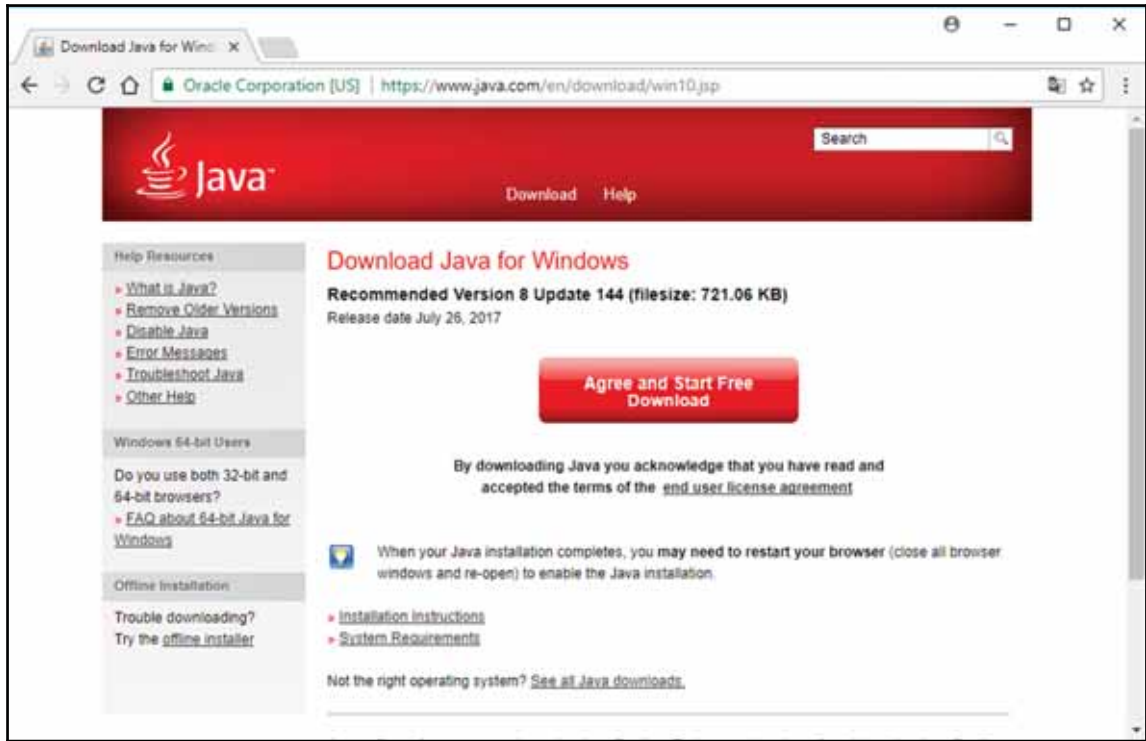 Download Java for Wind
Oracle Corporation [US] | https://www.java.com/en/download/win10.jsp
Java™
Search
Download Help
Help Resources
» What is Java?
» Remove Older Versions
» Disable Java
» Error Messages
» Troubleshoot Java
» Other Help
Windows 64-bit Users
Do you use both 32-bit and
64-bit browsers?
» FAQ about 64-bit Java for
Windows
Offline Installation
Trouble downloading?
Try the offline installer
Download Java for Windows
Recommended Version 8 Update 144 (filesize: 721.06 KB)
Release date July 26, 2017
Agree and Start Free
Download
By downloading Java you acknowledge that you have read and
accepted the terms of the end user license agreement
When your Java installation completes, you may need to restart your browser (close all browser
windows and re-open) to enable the Java installation.
» Installation Instructions
» System Requirements
Not the right operating system? See all Java downloads.